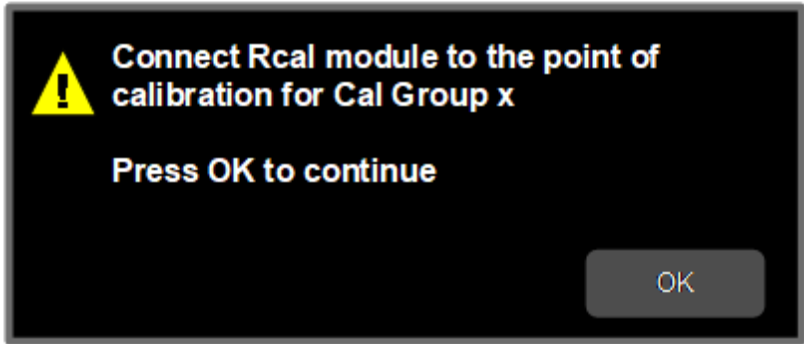 Connect Rcal module to the point of
calibration for Cal Group x
Press OK to continue
OK